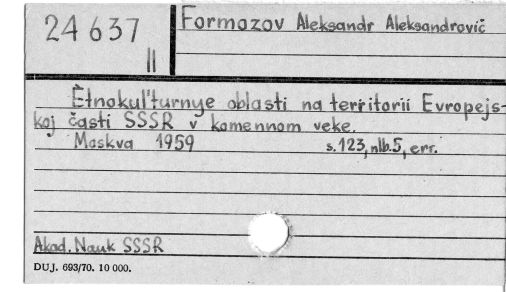 24 637
II
Formozov Aleksandr Aleksandrovič
Ėtnokul'turnye oblasti na territorii Evropejs-
koj časti SSSR v kamennom veke.
Moskva 1959 s. 123, nlb. 5, err.
Akad. Nauk SSSR
DUJ. 693/70. 10 000.